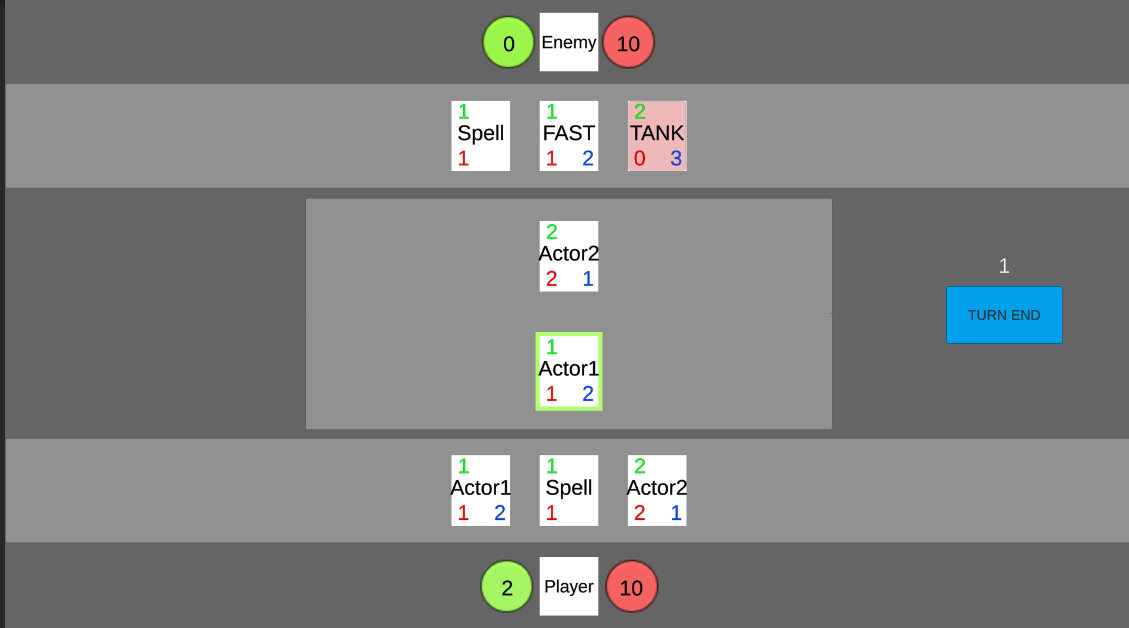 0 Enemy 10
1 1 2
Spell FAST TANK
1 1 2 0 3
2
Actor2
2 1
1
TURN END
1
Actor1
1 2
1 1 2
Actor1 Spell Actor2
1 2 1 2 1
2 Player 10